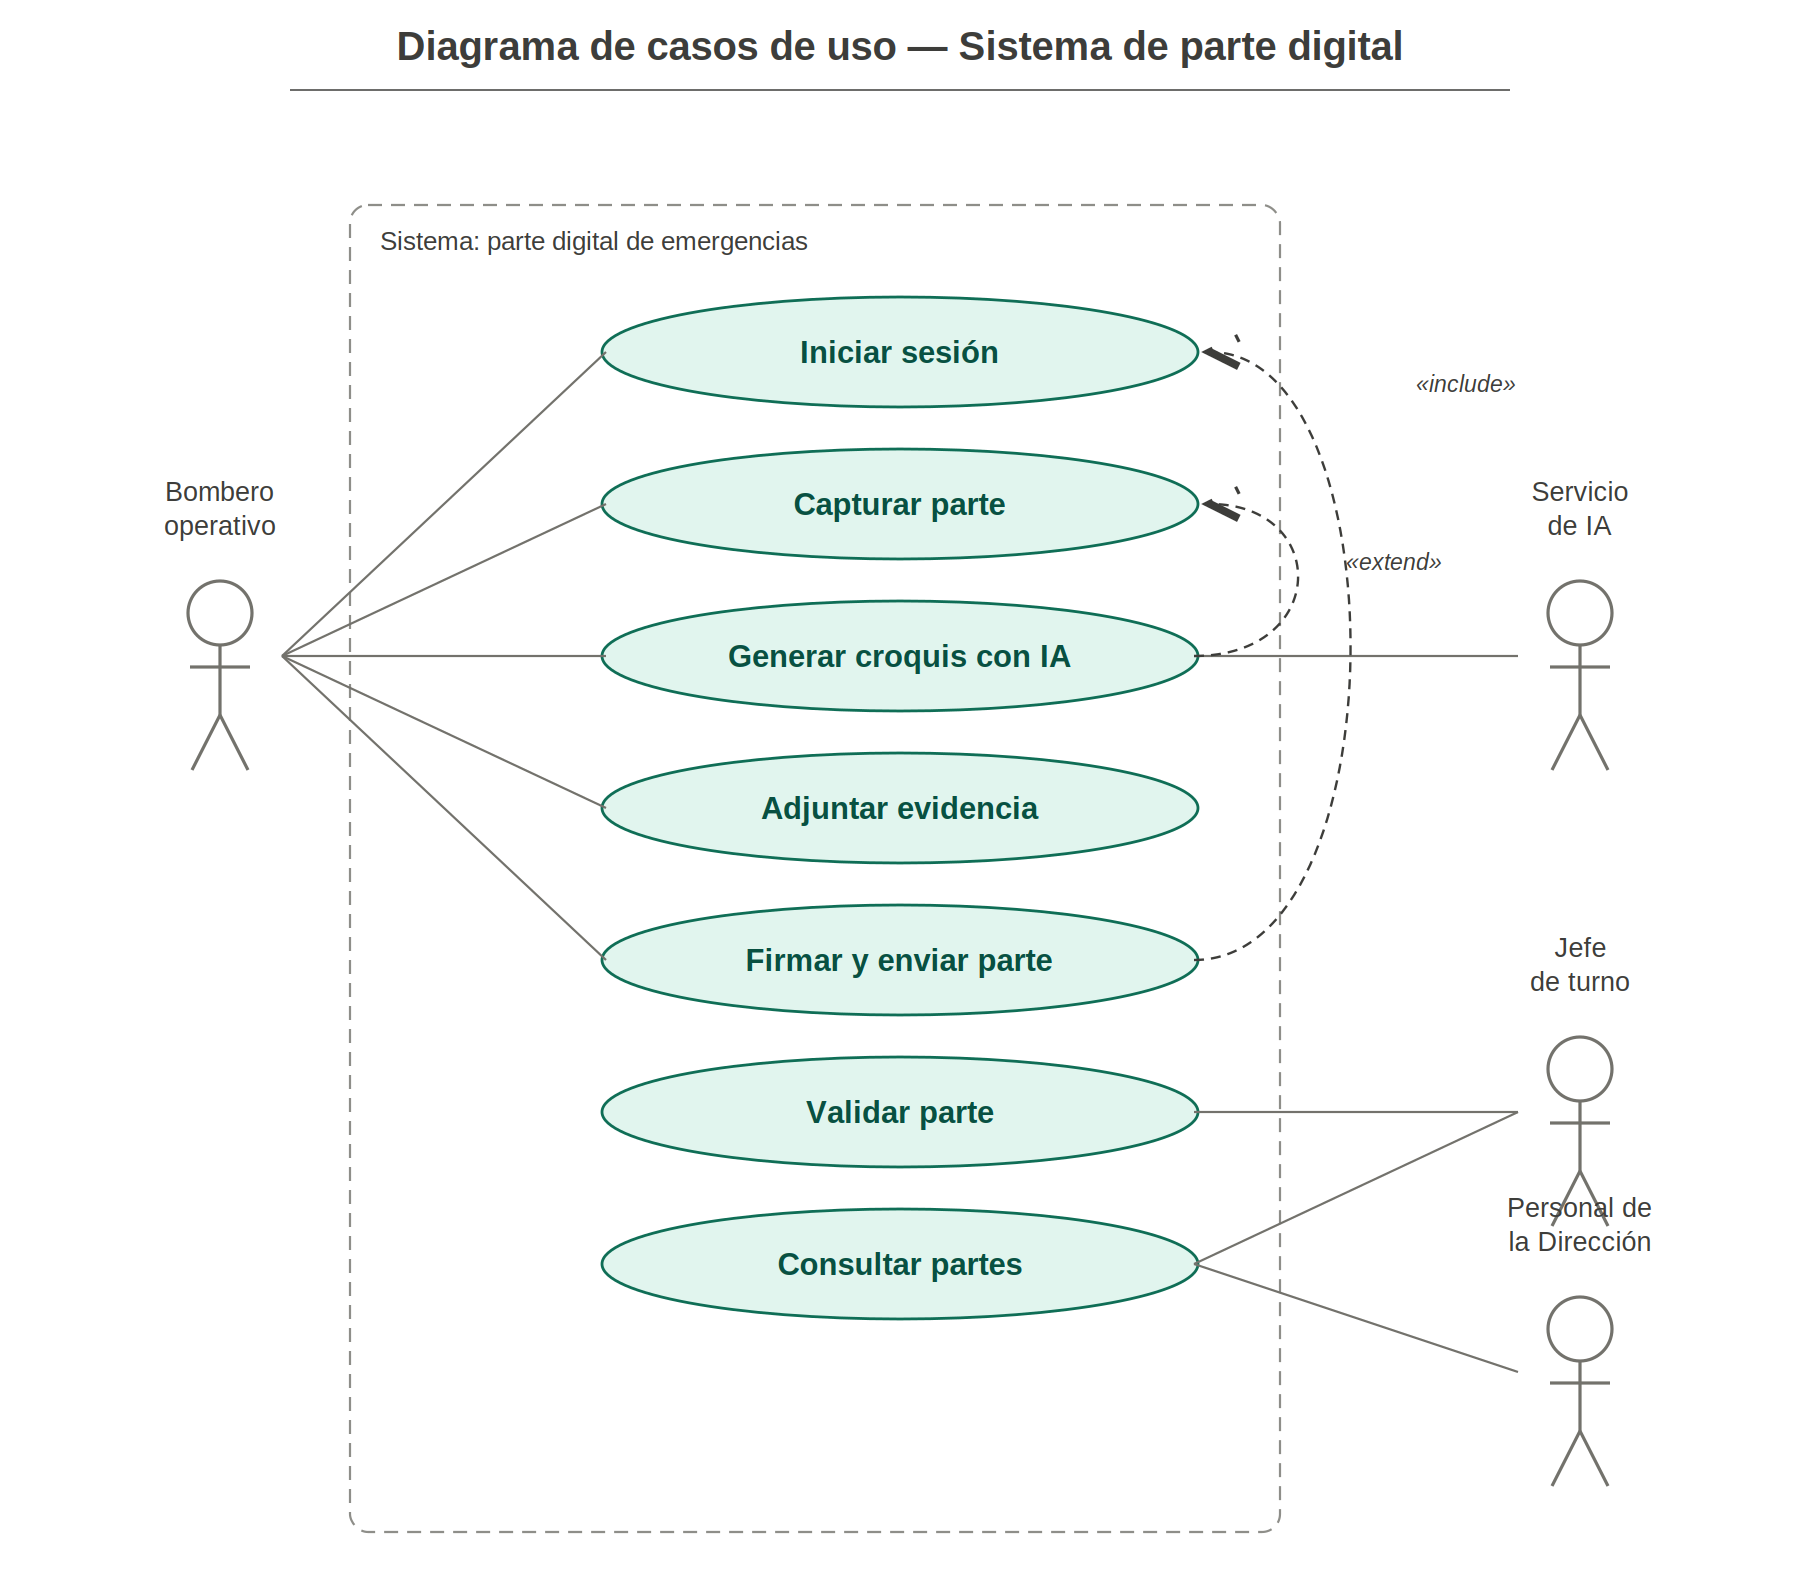 Diagrama de casos de uso — Sistema de parte digital
Sistema: parte digital de emergencias
Iniciar sesión
«include»
Bombero
operativo
Capturar parte
Servicio
de IA
«extend»
Generar croquis con IA
Adjuntar evidencia
Firmar y enviar parte
Jefe
de turno
Validar parte
Personal de
la Dirección
Consultar partes